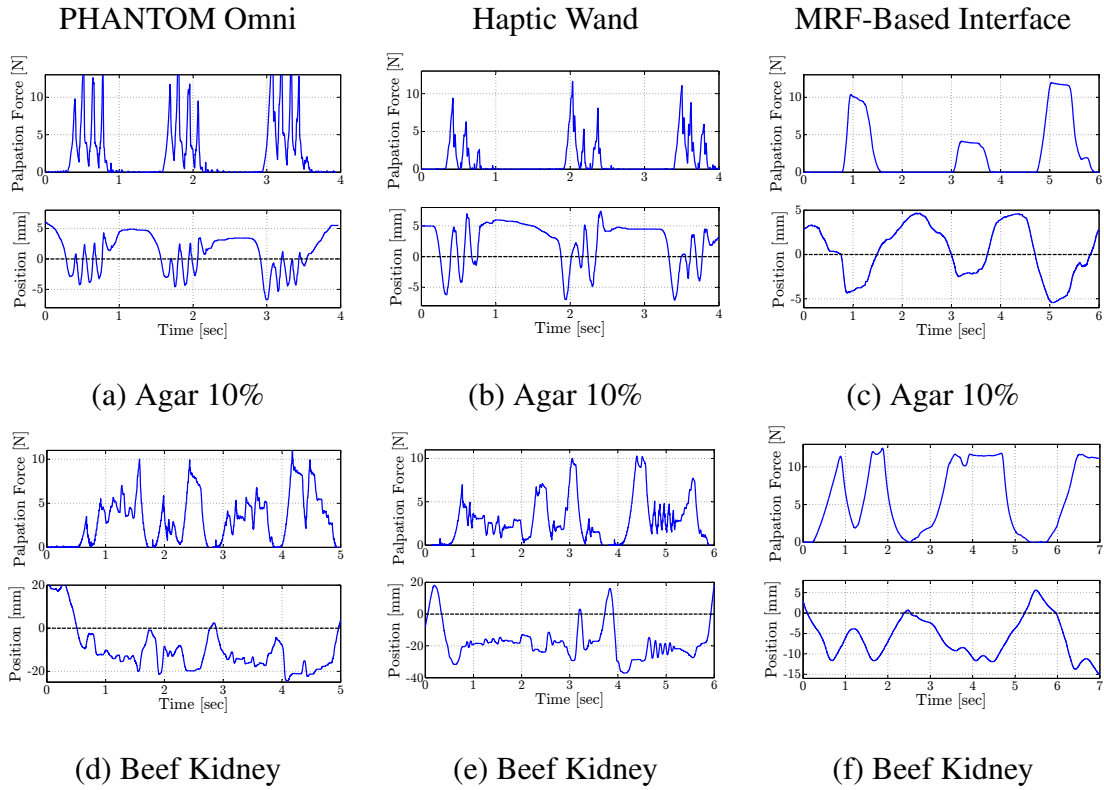 PHANTOM Omni
Haptic Wand
MRF-Based Interface
Palpation Force [N]
10
5
0
0 1 2 3 4
Position [mm]
5
0
−5
0 1 2 3 4
Time [sec]
(a) Agar 10%
Palpation Force [N]
10
5
0
0 1 2 3 4
Position [mm]
5
0
−5
0 1 2 3 4
Time [sec]
(b) Agar 10%
Palpation Force [N]
10
5
0
1 2 3 4 5 6
Position [mm]
5
0
−5
1 2 3 4 5 6
Time [sec]
(c) Agar 10%
Palpation Force [N]
10
5
0
0 1 2 3 4 5
Position [mm]
20
0
−20
0 1 2 3 4 5
Time [sec]
(d) Beef Kidney
Palpation Force [N]
10
5
0
0 1 2 3 4 5 6
Position [mm]
20
0
−20
−40
0 1 2 3 4 5 6
Time [sec]
(e) Beef Kidney
Palpation Force [N]
10
5
0
0 1 2 3 4 5 6 7
Position [mm]
5
0
−5
−10
−15
0 1 2 3 4 5 6 7
Time [sec]
(f) Beef Kidney